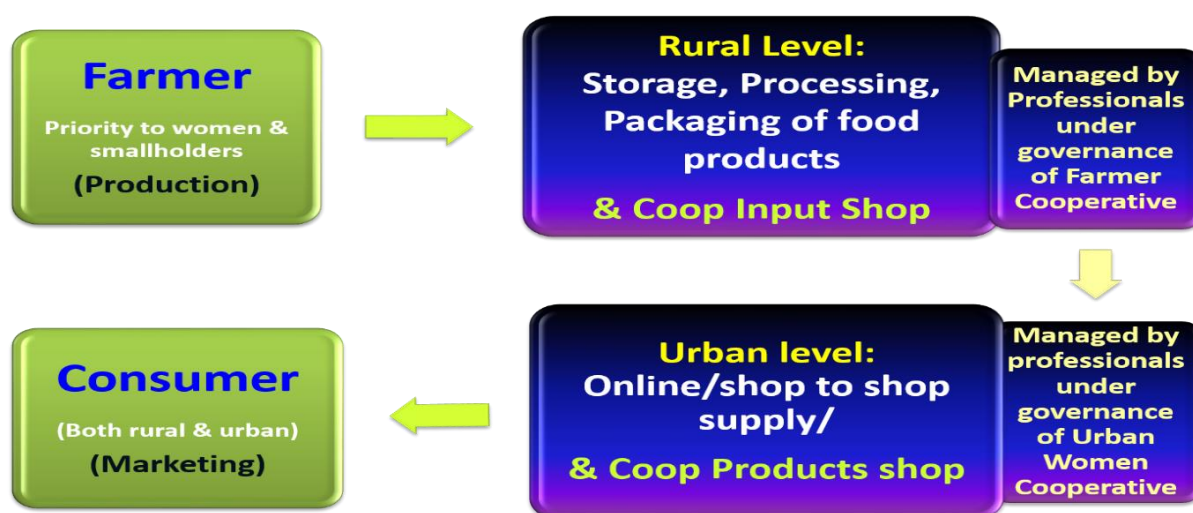 Farmer
Priority to women &
smallholders
(Production)
Rural Level:
Storage, Processing,
Packaging of food
products
& Coop Input Shop
Managed by
Professionals
under
governance
of Farmer
Cooperative
Urban level:
Online/shop to shop
supply/
& Coop Products shop
Managed by
professionals
under
governance
of Urban
Women
Cooperative
Consumer
(Both rural & urban)
(Marketing)